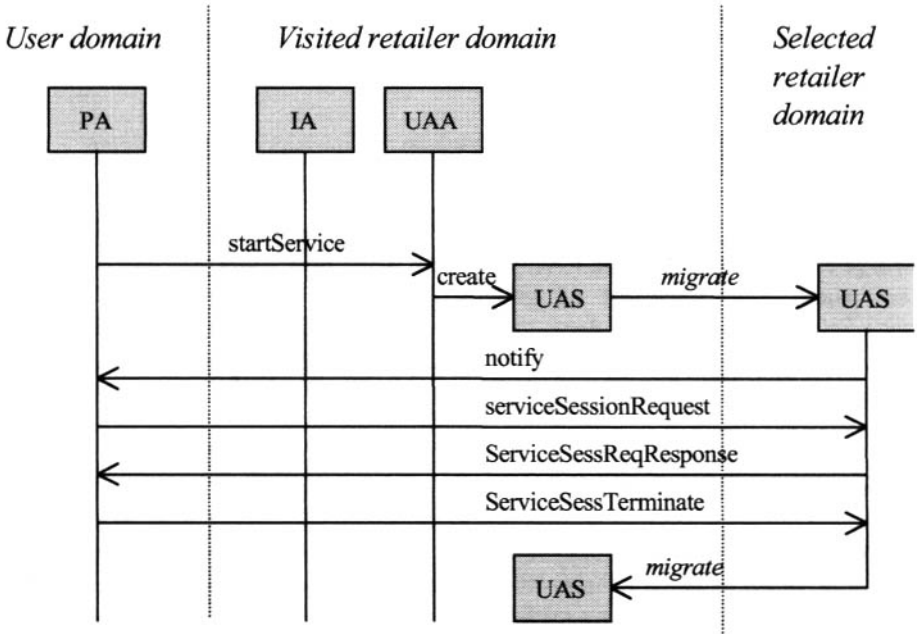 User domain
Visited retailer domain
Selected
retailer
domain
PA
IA
UAA
startService
create
UAS
migrate
UAS
notify
serviceSessionRequest
ServiceSessReqResponse
ServiceSessTerminate
UAS
migrate